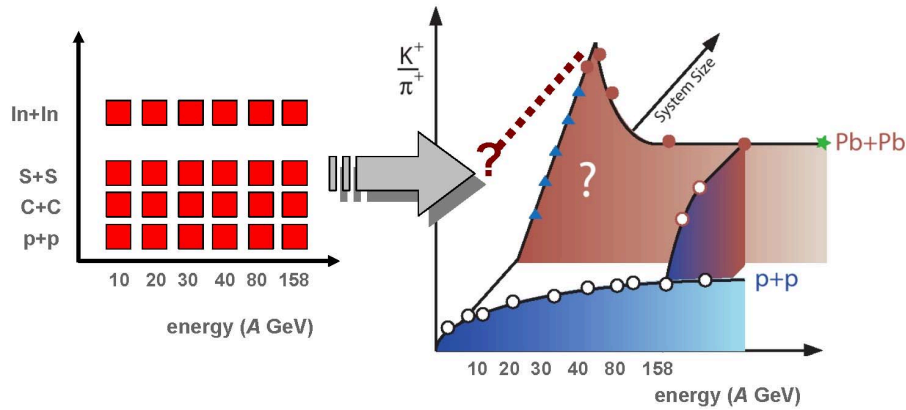 In+In
S+S
C+C
p+p
10 20 30 40 80 158
energy (A GeV)
?
K+
π+
System Size
?
Pb+Pb
p+p
10 20 30 40 80 158
energy (A GeV)